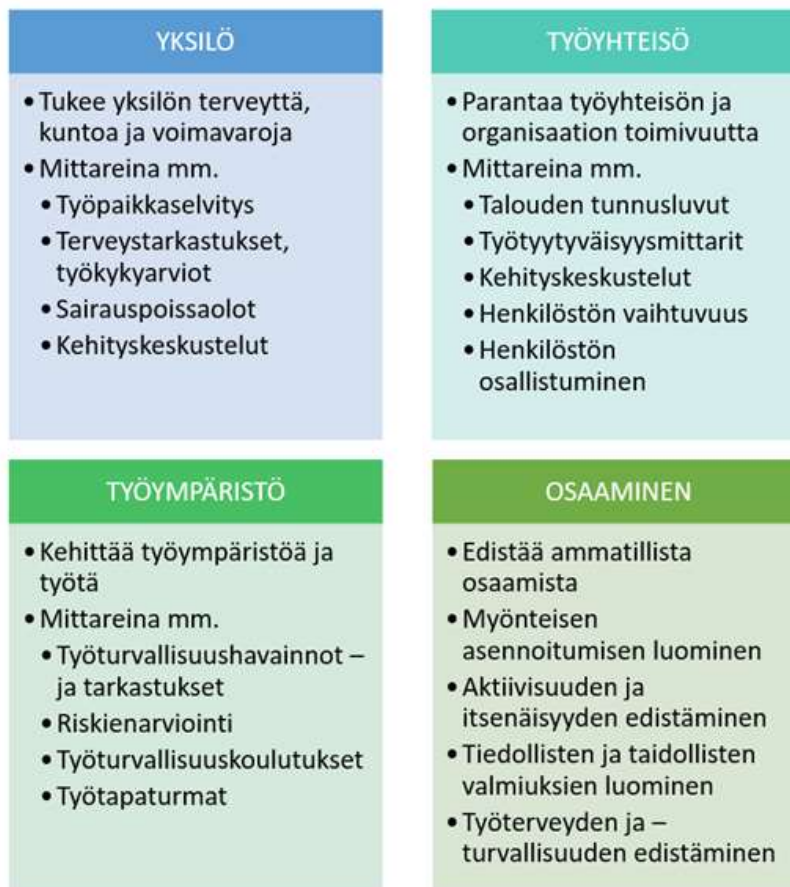 YKSILÖ
• Tukee yksilön terveyttä,
kuntoa ja voimavaroja
• Mittareina mm.
• Työpaikkaselvitys
• Terveystarkastukset,
työkykyarviot
• Sairauspoissaolot
• Kehityskeskustelut
TYÖYHTEISÖ
• Parantaa työyhteisön ja
organisaation toimivuutta
• Mittareina mm.
• Talouden tunnusluvut
• Työtyytyväisyysmittarit
• Kehityskeskustelut
• Henkilöstön vaihtuvuus
• Henkilöstön
osallistuminen
TYÖYMPÄRISTÖ
• Kehittää työympäristöä ja
työtä
• Mittareina mm.
• Työturvallisuushavainnot –
ja tarkastukset
• Riskienarviointi
• Työturvallisuuskoulutukset
• Työtapaturmat
OSAAMINEN
• Edistää ammatillista
osaamista
• Myönteisen
asennoitumisen luominen
• Aktiivisuuden ja
itsenäisyyden edistäminen
• Tiedollisten ja taidollisten
valmiuksien luominen
• Työterveyden ja –
turvallisuuden edistäminen